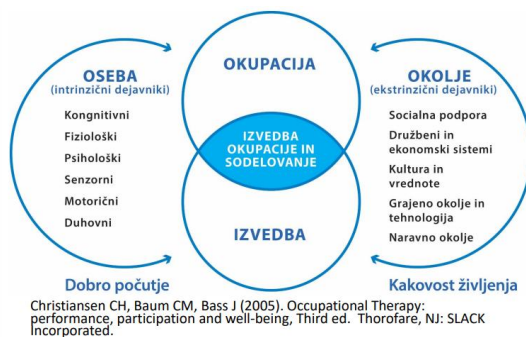 OSEBA
(intrinzični dejavniki)
Kongnitivni
Fiziološki
Psihološki
Senzorni
Motorični
Duhovni
Dobro počutje
OKUPACIJA
IZVEDBA
OKUPACIJE IN
SODELOVANJE
IZVEDBA
OKOLJE
(ekstrinzični dejavniki)
Socialna podpora
Družbeni in
ekonomski sistemi
Kultura in
vrednote
Grajeno okolje in
tehnologija
Naravno okolje
Kakovost življenja
Christiansen CH, Baum CM, Bass J (2005). Occupational Therapy:
performance, participation and well-being, Third ed. Thorofare, NJ: SLACK
Incorporated.